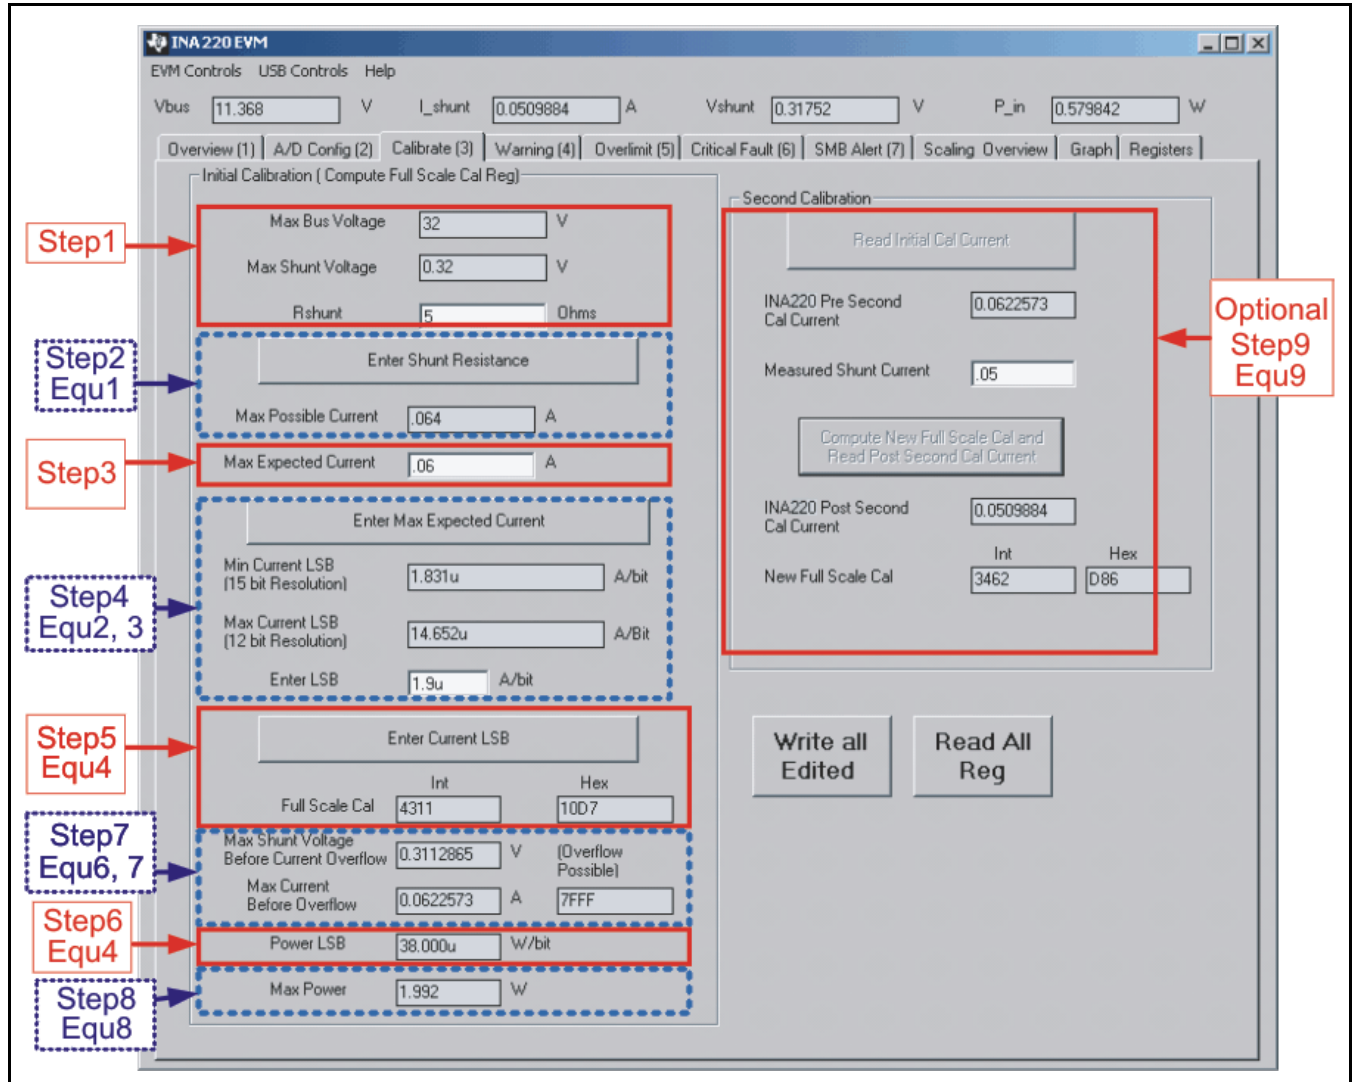 INA220 EVM
EVM Controls USB Controls Help
Vbus 11.368 V I_shunt 0.0509884 A Vshunt 0.31752 V P_in 0.579842 W
Overview (1) A/D Config (2) Calibrate (3) Warning (4) Overlimit (5) Critical Fault (6) SMB Alert (7) Scaling Overview Graph Registers
Initial Calibration ( Compute Full Scale Cal Reg)
Step1
Max Bus Voltage 32 V
Max Shunt Voltage 0.32 V
Rshunt 5 Ohms
Step2
Equ1
Enter Shunt Resistance
Max Possible Current .064 A
Step3
Max Expected Current .06 A
Enter Max Expected Current
Step4
Equ2, 3
Min Current LSB
(15 bit Resolution) 1.831u A/bit
Max Current LSB
(12 bit Resolution) 14.652u A/Bit
Enter LSB 1.9u A/bit
Step5
Equ4
Enter Current LSB
Int Hex
Full Scale Cal 4311 10D7
Step7
Equ6, 7
Max Shunt Voltage
Before Current Overflow 0.3112865 V (Overflow
Possible)
Max Current
Before Overflow 0.0622573 A 7FFF
Step6
Equ4
Power LSB 38.000u W/bit
Step8
Equ8
Max Power 1.992 W
Second Calibration
Read Initial Cal Current
INA220 Pre Second
Cal Current 0.0622573
Optional
Step9
Equ9
Measured Shunt Current .05
Compute New Full Scale Cal and
Read Post Second Cal Current
INA220 Post Second
Cal Current 0.0509884
Int Hex
New Full Scale Cal 3462 D86
Write all
Edited
Read All
Reg